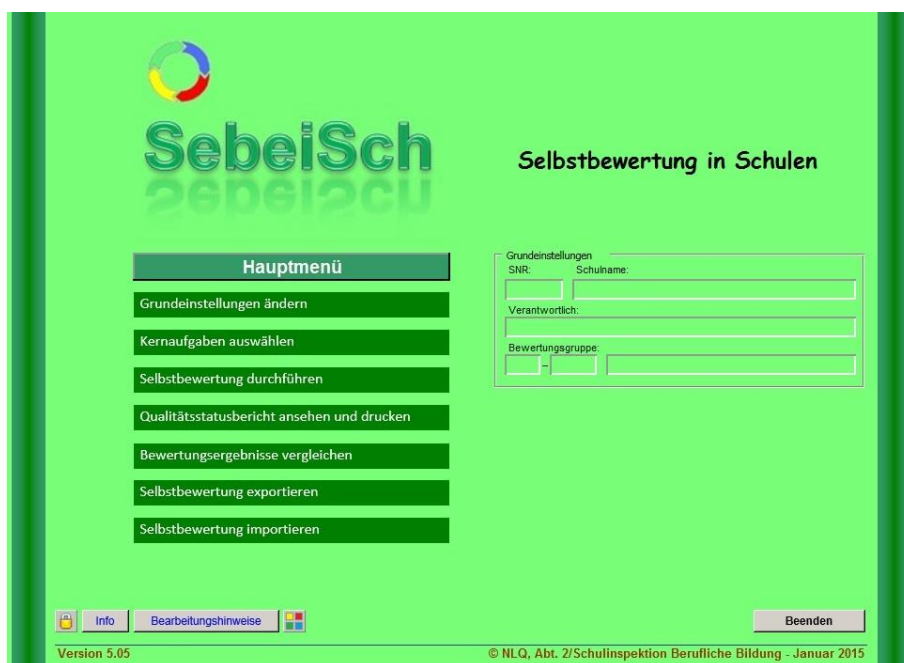 SebeiSch
Selbstbewertung in Schulen
Hauptmenü
Grundeinstellungen ändern
Kernaufgaben auswählen
Selbstbewertung durchführen
Qualitätsstatusbericht ansehen und drucken
Bewertungsergebnisse vergleichen
Selbstbewertung exportieren
Selbstbewertung importieren
Grundeinstellungen
SNR: Schulname:
Verantwortlich:
Bewertungsgruppe:
–
Info Bearbeitungshinweise Beenden
Version 5.05 © NLQ, Abt. 2/Schulinspektion Berufliche Bildung - Januar 2015